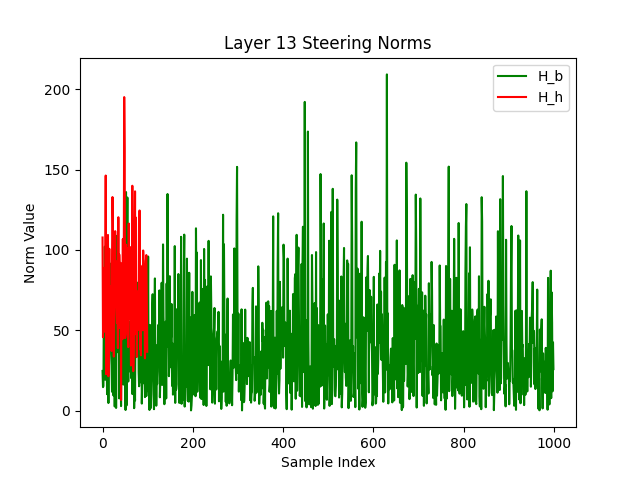 Layer 13 Steering Norms
H_b
H_h
Norm Value
200
150
100
50
0
0 200 400 600 800 1000
Sample Index